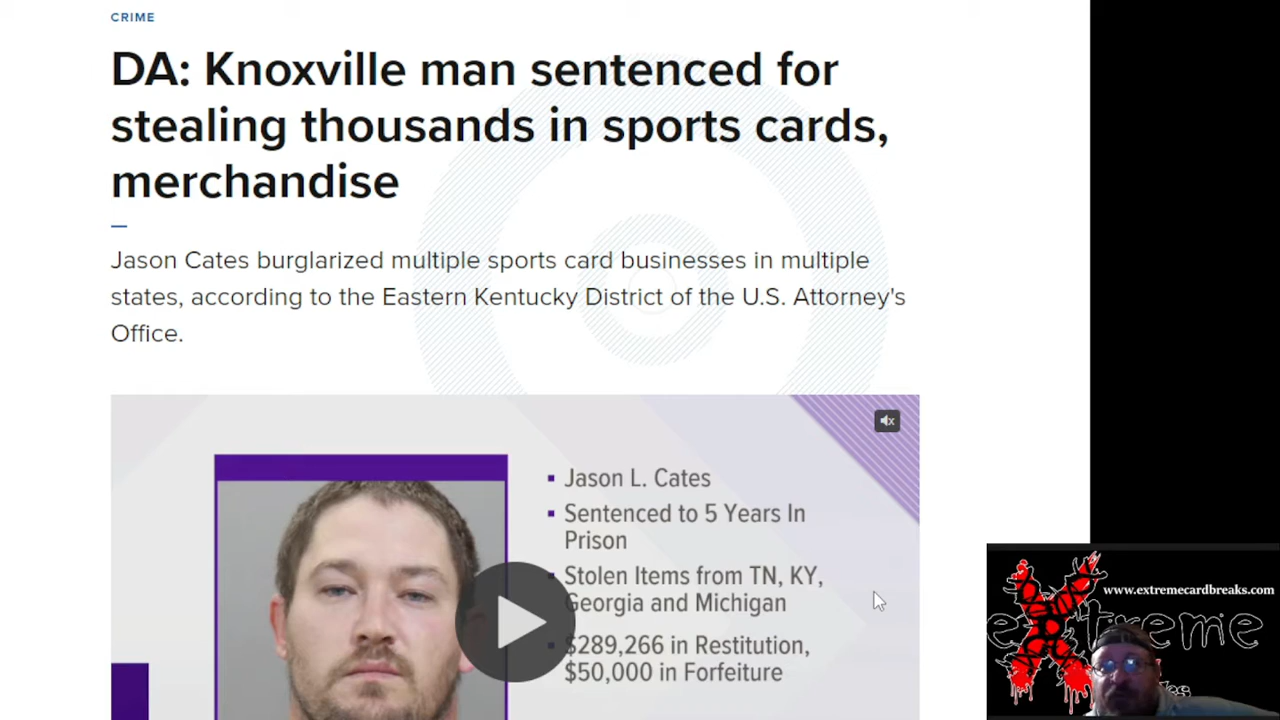 CRIME
DA: Knoxville man sentenced for
stealing thousands in sports cards,
merchandise
Jason Cates burglarized multiple sports card businesses in multiple
states, according to the Eastern Kentucky District of the U.S. Attorney's
Office.
Jason L. Cates
Sentenced to 5 Years In
Prison
Stolen Items from TN, KY,
Georgia and Michigan
$289,266 in Restitution,
$50,000 in Forfeiture
www.extremecardbreaks.com
eXtreme